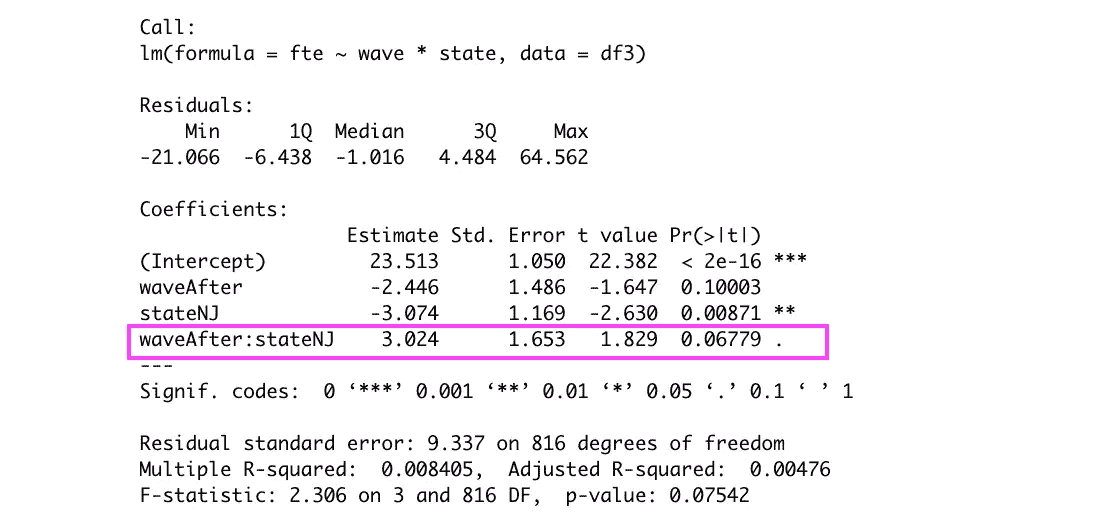 Call:
lm(formula = fte ~ wave * state, data = df3)
Residuals:
Min 1Q Median 3Q Max
-21.066 -6.438 -1.016 4.484 64.562
Coefficients:
Estimate Std. Error t value Pr(>|t|)
(Intercept) 23.513 1.050 22.382 < 2e-16 ***
waveAfter -2.446 1.486 -1.647 0.10003
stateNJ -3.074 1.169 -2.630 0.00871 **
waveAfter:stateNJ 3.024 1.653 1.829 0.06779 .
---
Signif. codes: 0 ‘***’ 0.001 ‘**’ 0.01 ‘*’ 0.05 ‘.’ 0.1 ‘ ’ 1
Residual standard error: 9.337 on 816 degrees of freedom
Multiple R-squared: 0.008405, Adjusted R-squared: 0.00476
F-statistic: 2.306 on 3 and 816 DF, p-value: 0.07542